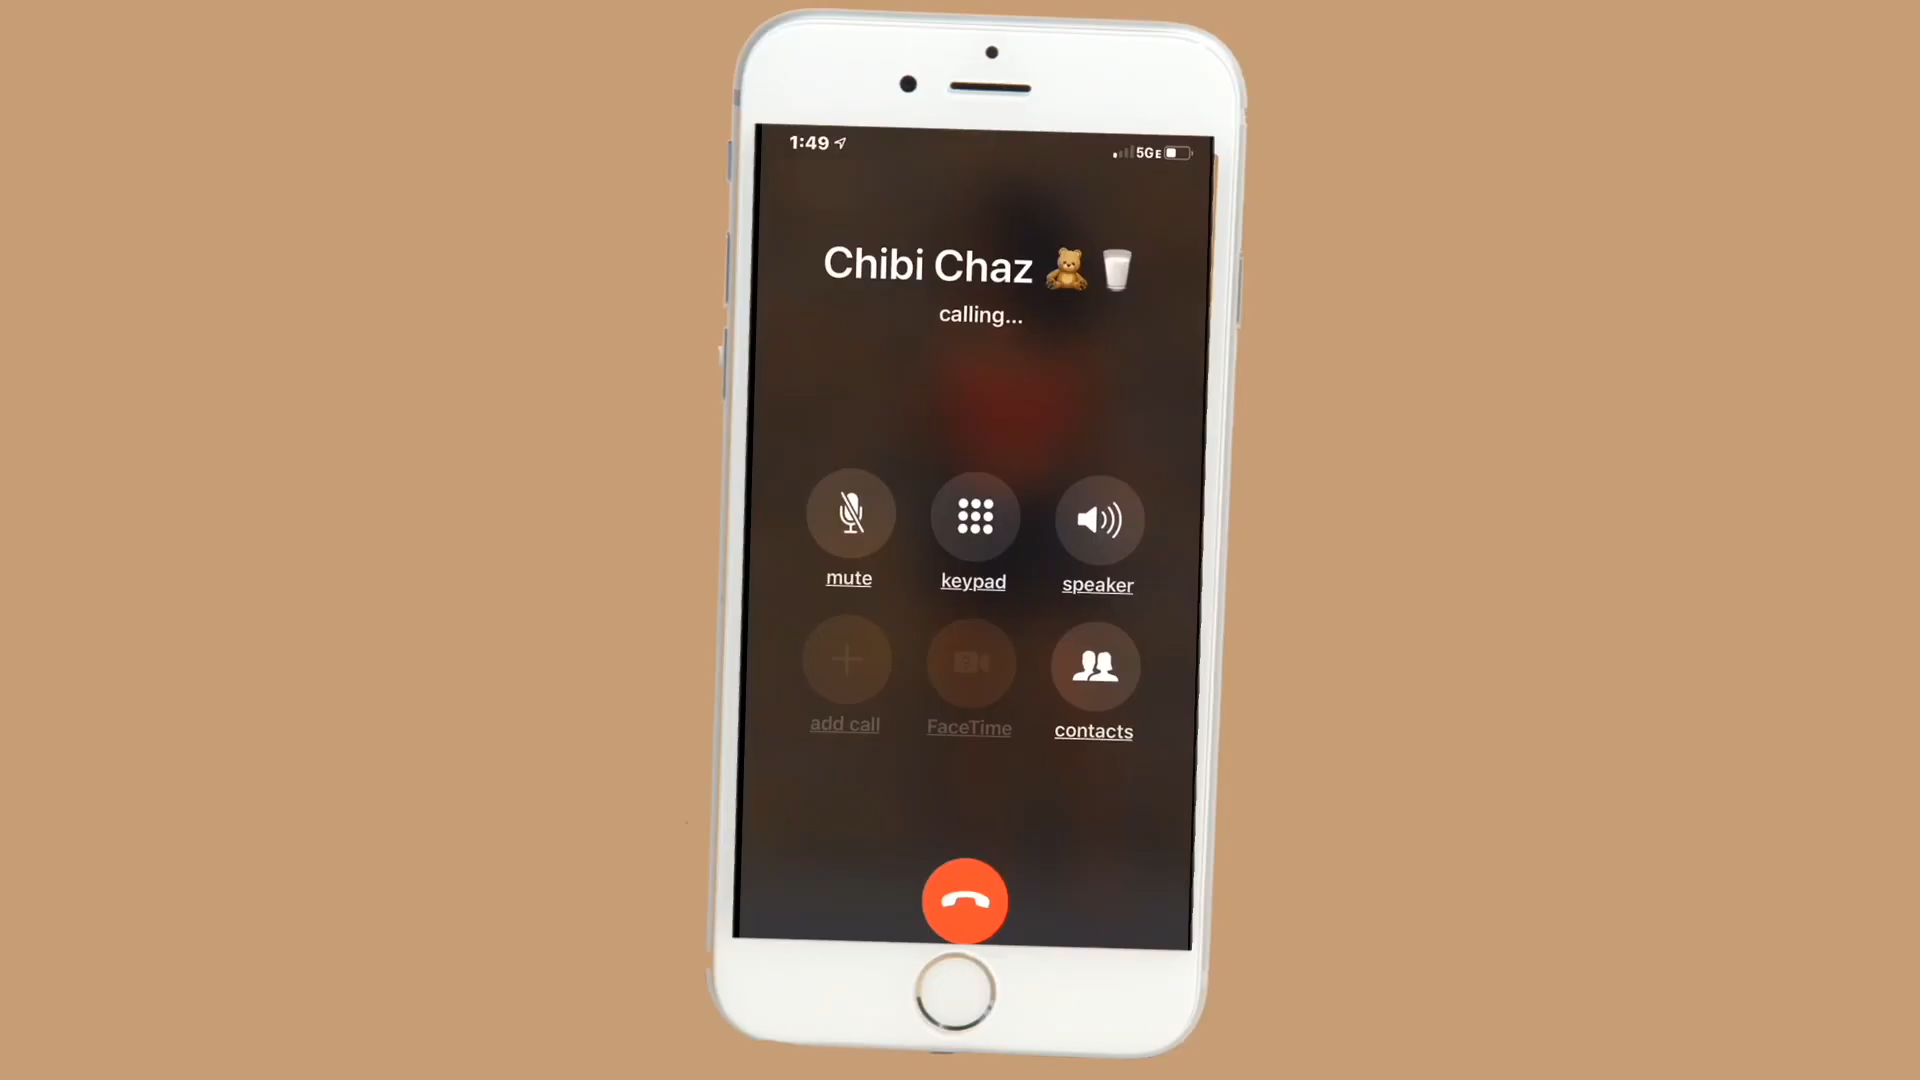 1:49 5GE
Chibi Chaz 🧸🥛
calling...
mute keypad speaker
add call FaceTime contacts